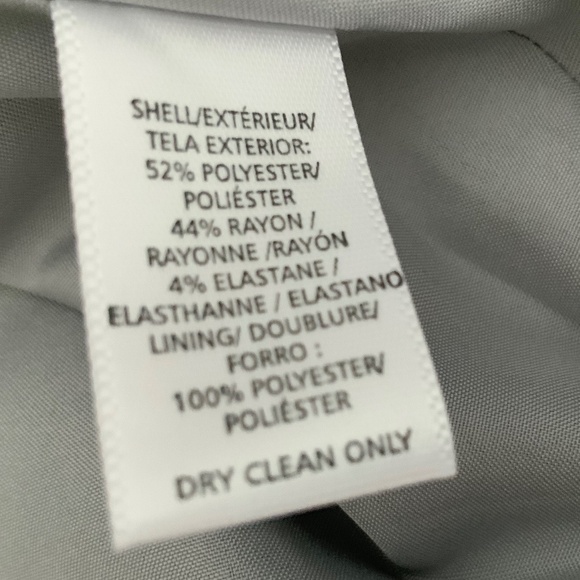 SHELL/EXTÉRIEUR/
TELA EXTERIOR:
52% POLYESTER/
POLIÉSTER
44% RAYON /
RAYONNE /RAYÓN
4% ELASTANE /
ELASTHANNE / ELASTANO
LINING/ DOUBLURE/
FORRO :
100% POLYESTER/
POLIÉSTER
DRY CLEAN ONLY